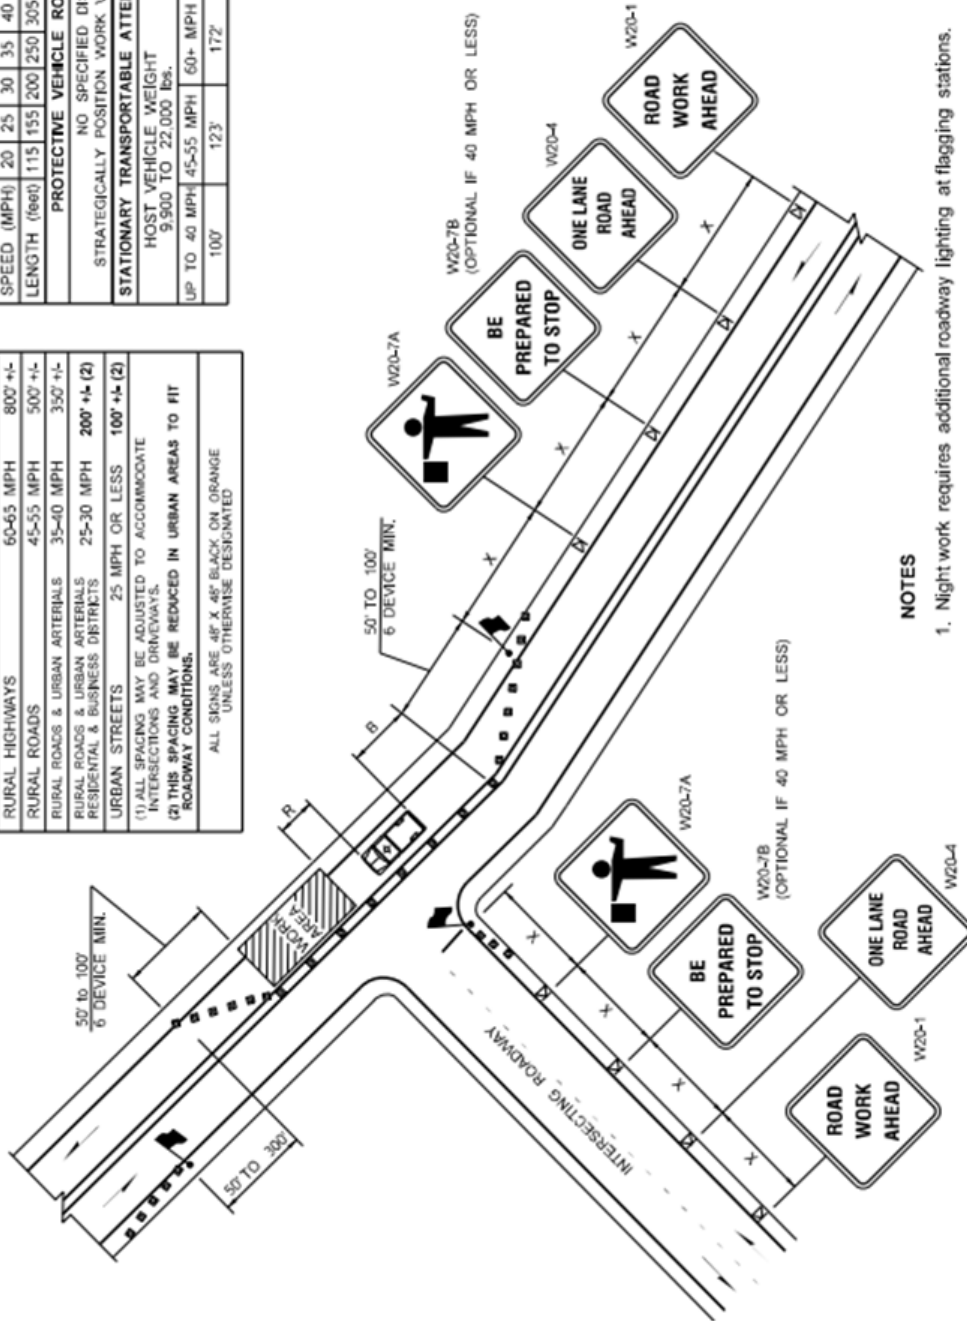 RURAL HIGHWAYS 60-65 MPH 800' +/-
RURAL ROADS 45-55 MPH 500' +/-
RURAL ROADS & URBAN ARTERIALS 35-40 MPH 350' +/-
RURAL ROADS & URBAN ARTERIALS
RESIDENTAL & BUSINESS DISTRICTS 25-30 MPH 200' +/- (2)
URBAN STREETS 25 MPH OR LESS 100' +/- (2)
(1) ALL SPACING MAY BE ADJUSTED TO ACCOMMODATE
INTERSECTIONS AND DRIVEWAYS.
(2) THIS SPACING MAY BE REDUCED IN URBAN AREAS TO FIT
ROADWAY CONDITIONS.
ALL SIGNS ARE 48" X 48" BLACK ON ORANGE
UNLESS OTHERWISE DESIGNATED
SPEED (MPH) 20 25 30 35 40
LENGTH (feet) 115 155 200 250 305
PROTECTIVE VEHICLE
NO SPECIFIED
STRATEGICALLY POSITION WORK
STATIONARY TRANSPORTABLE
HOST VEHICLE WEIGHT
9,900 TO 22,000 lbs.
UP TO 40 MPH 45-55 MPH 60+ MPH
100' 123' 172'
50' to 100'
6 DEVICE MIN.
WORK
AREA
R
B
50' TO 100'
6 DEVICE MIN.
X
X
X
X
W20-7A
W20-7B
(OPTIONAL IF 40 MPH OR LESS)
BE
PREPARED
TO STOP
W20-4
ONE LANE
ROAD
AHEAD
W20-1
ROAD
WORK
AHEAD
50' TO 300'
INTERSECTING ROADWAY
X
X
X
X
W20-7A
W20-7B
(OPTIONAL IF 40 MPH OR LESS)
BE
PREPARED
TO STOP
W20-4
ONE LANE
ROAD
AHEAD
W20-1
ROAD
WORK
AHEAD
NOTES
1. Night work requires additional roadway lighting at flagging stations.